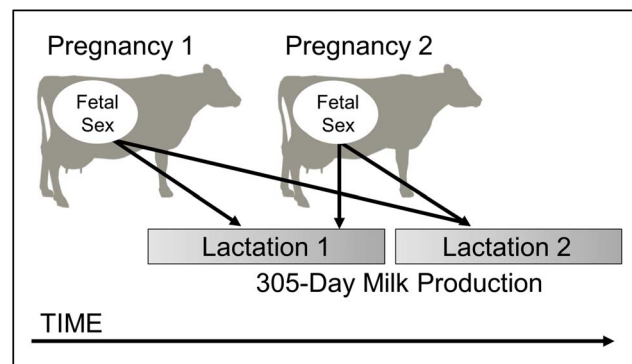 Pregnancy 1
Pregnancy 2
Fetal
Sex
Fetal
Sex
Lactation 1
Lactation 2
305-Day Milk Production
TIME